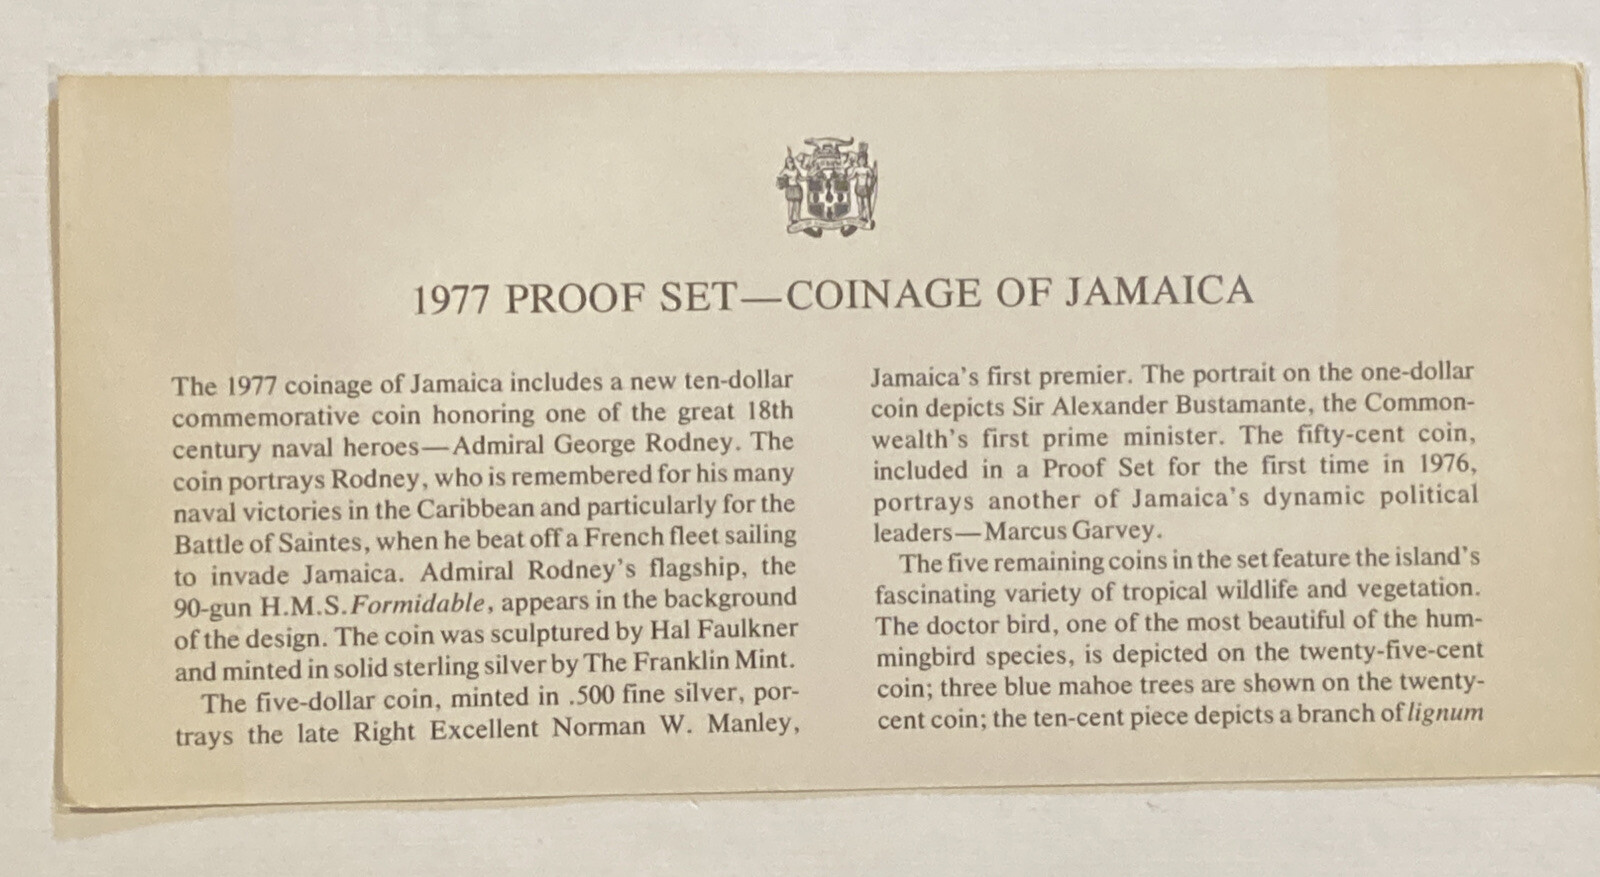 1977 PROOF SET—COINAGE OF JAMAICA
The 1977 coinage of Jamaica includes a new ten-dollar
commemorative coin honoring one of the great 18th
century naval heroes—Admiral George Rodney. The
coin portrays Rodney, who is remembered for his many
naval victories in the Caribbean and particularly for the
Battle of Saintes, when he beat off a French fleet sailing
to invade Jamaica. Admiral Rodney's flagship, the
90-gun H.M.S. Formidable, appears in the background
of the design. The coin was sculptured by Hal Faulkner
and minted in solid sterling silver by The Franklin Mint.
The five-dollar coin, minted in .500 fine silver, por-
trays the late Right Excellent Norman W. Manley,
Jamaica's first premier. The portrait on the one-dollar
coin depicts Sir Alexander Bustamante, the Common-
wealth's first prime minister. The fifty-cent coin,
included in a Proof Set for the first time in 1976,
portrays another of Jamaica's dynamic political
leaders—Marcus Garvey.
The five remaining coins in the set feature the island's
fascinating variety of tropical wildlife and vegetation.
The doctor bird, one of the most beautiful of the hum-
mingbird species, is depicted on the twenty-five-cent
coin; three blue mahoe trees are shown on the twenty-
cent coin; the ten-cent piece depicts a branch of lignum